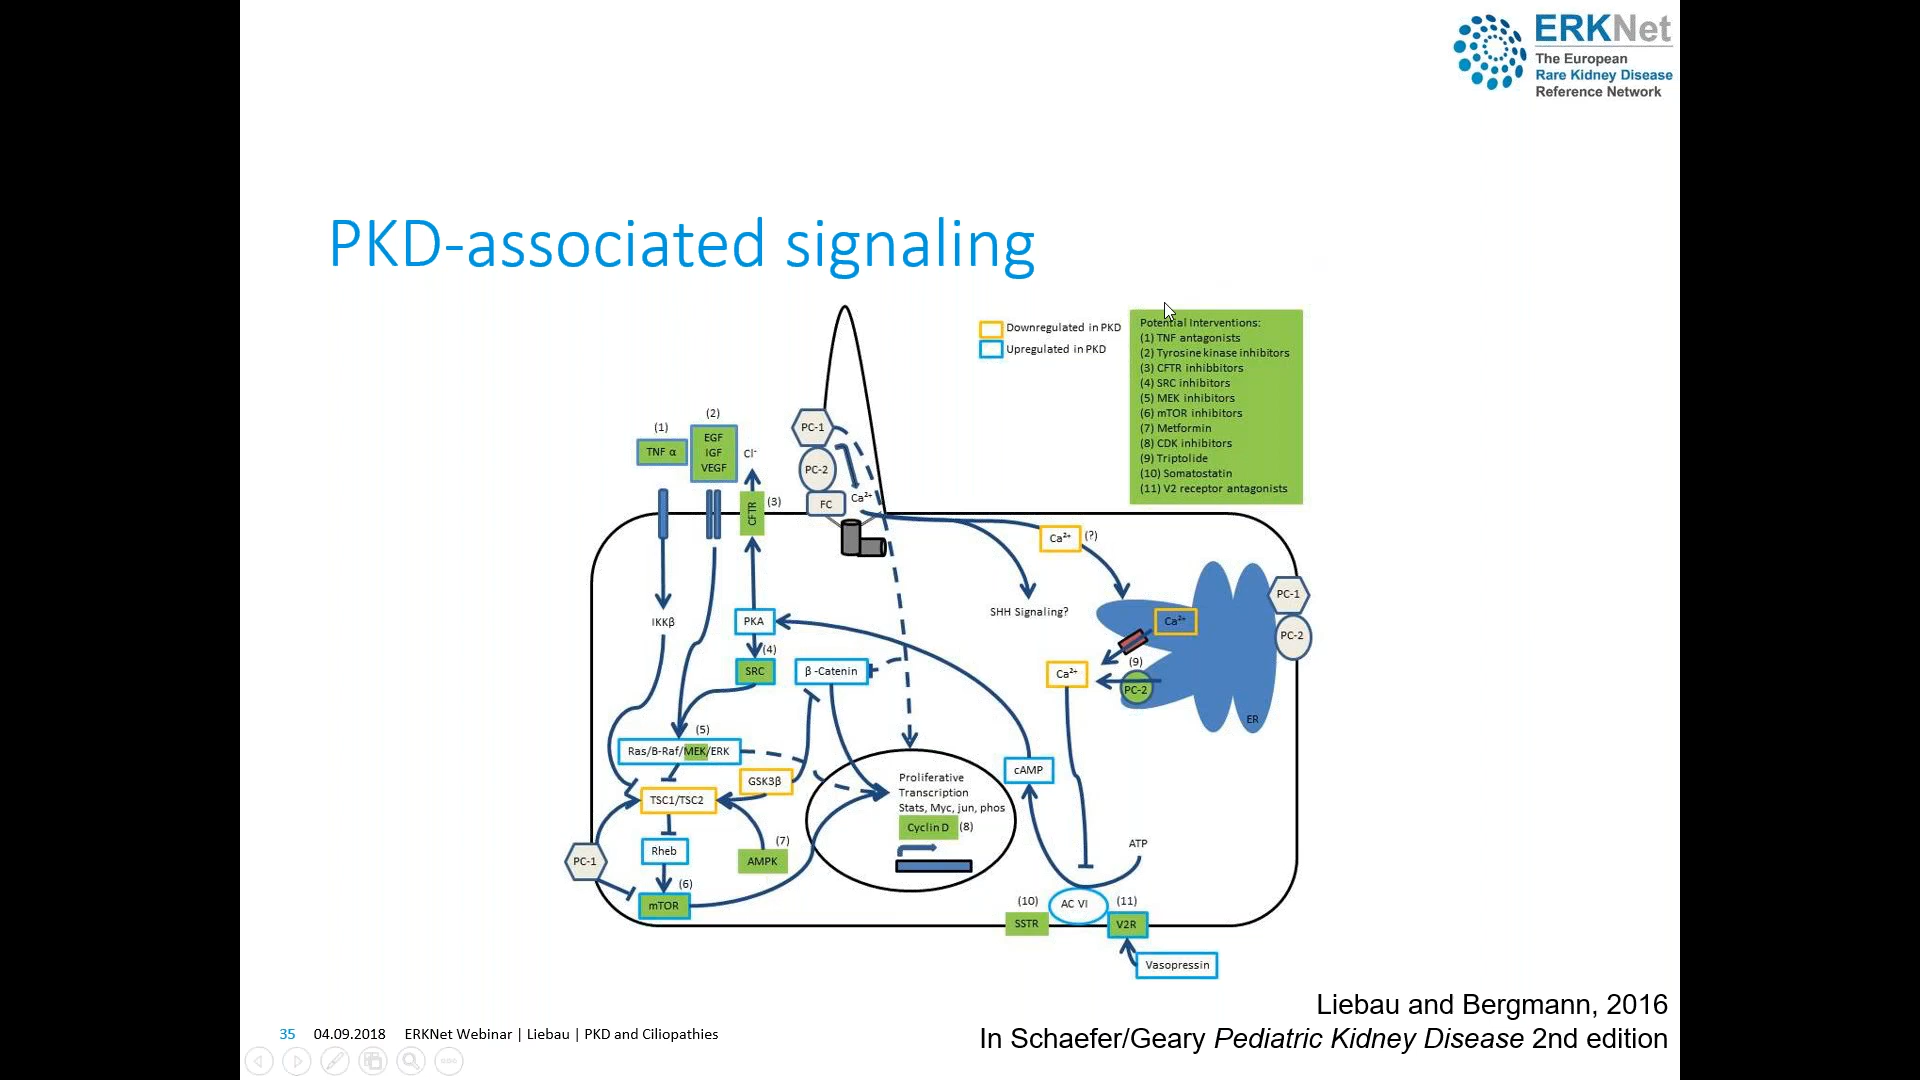 ERKNet
The European
Rare Kidney Disease
Reference Network
PKD-associated signaling
Downregulated in PKD
Upregulated in PKD
Potential Interventions:
(1) TNF antagonists
(2) Tyrosine kinase inhibitors
(3) CFTR inhibbitors
(4) SRC inhibitors
(5) MEK inhibitors
(6) mTOR inhibitors
(7) Metformin
(8) CDK inhibitors
(9) Triptolide
(10) Somatostatin
(11) V2 receptor antagonists
(1)
TNF α
(2)
EGF
IGF
VEGF
Cl⁻
CFTR
(3)
PC-1
PC-2
FC
Ca²⁺
Ca²⁺
(?)
SHH Signaling?
PC-1
PC-2
Ca²⁺
Ca²⁺
(9)
PC-2
ER
IKKβ
PKA
(4)
SRC
β -Catenin
(5)
Ras/B-Raf/MEK/ERK
GSK3β
TSC1/TSC2
Rheb
(7)
AMPK
PC-1
(6)
mTOR
Proliferative
Transcription
Stats, Myc, jun, phos
Cyclin D
(8)
cAMP
ATP
(10)
SSTR
AC VI
(11)
V2R
Vasopressin
Liebau and Bergmann, 2016
In Schaefer/Geary Pediatric Kidney Disease 2nd edition
35 04.09.2018 ERKNet Webinar | Liebau | PKD and Ciliopathies